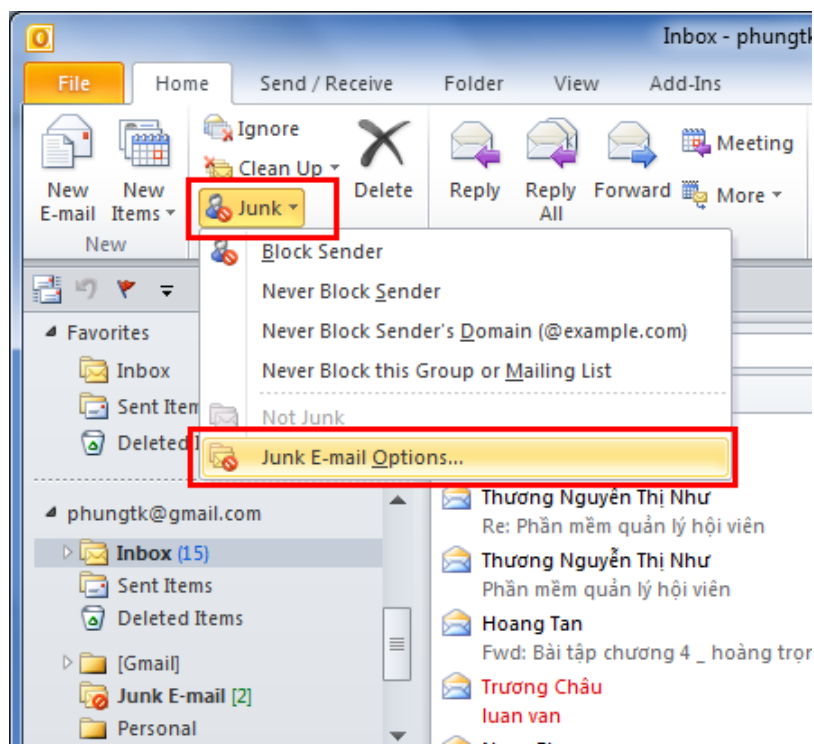 Inbox - phungtk
File Home Send / Receive Folder View Add-Ins
Ignore
Clean Up
Junk
New E-mail
New Items
Delete
Reply
Reply All
Forward
Meeting
More
New
Block Sender
Never Block Sender
Never Block Sender's Domain (@example.com)
Never Block this Group or Mailing List
Not Junk
Junk E-mail Options...
Favorites
Inbox
Sent Item
Deleted I
phungtk@gmail.com
Inbox (15)
Sent Items
Deleted Items
[Gmail]
Junk E-mail [2]
Personal
Thương Nguyễn Thị Như
Re: Phần mềm quản lý hội viên
Thương Nguyễn Thị Như
Phần mềm quản lý hội viên
Hoang Tan
Fwd: Bài tập chương 4 _ hoàng trọn
Trương Châu
luan van